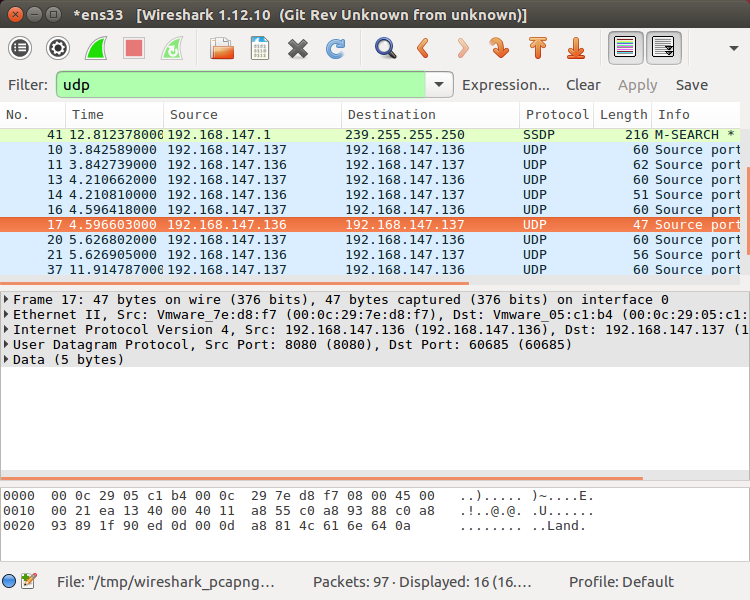 *ens33 [Wireshark 1.12.10 (Git Rev Unknown from unknown)]
Filter: udp Expression... Clear Apply Save
No. Time Source Destination Protocol Length Info
41 12.812378000 192.168.147.1 239.255.255.250 SSDP 216 M-SEARCH *
10 3.842589000 192.168.147.137 192.168.147.136 UDP 60 Source port
11 3.842739000 192.168.147.136 192.168.147.137 UDP 62 Source port
13 4.210662000 192.168.147.137 192.168.147.136 UDP 60 Source port
14 4.210810000 192.168.147.136 192.168.147.137 UDP 51 Source port
16 4.596418000 192.168.147.137 192.168.147.136 UDP 60 Source port
17 4.596603000 192.168.147.136 192.168.147.137 UDP 47 Source port
20 5.626802000 192.168.147.137 192.168.147.136 UDP 60 Source port
21 5.626905000 192.168.147.136 192.168.147.137 UDP 56 Source port
37 11.914787000 192.168.147.137 192.168.147.136 UDP 60 Source port
Frame 17: 47 bytes on wire (376 bits), 47 bytes captured (376 bits) on interface 0
Ethernet II, Src: Vmware_7e:d8:f7 (00:0c:29:7e:d8:f7), Dst: Vmware_05:c1:b4 (00:0c:29:05:c1:
Internet Protocol Version 4, Src: 192.168.147.136 (192.168.147.136), Dst: 192.168.147.137 (1
User Datagram Protocol, Src Port: 8080 (8080), Dst Port: 60685 (60685)
Data (5 bytes)
0000 00 0c 29 05 c1 b4 00 0c 29 7e d8 f7 08 00 45 00 ..)..... )~....E.
0010 00 21 ea 13 40 00 40 11 a8 55 c0 a8 93 88 c0 a8 .!..@.@. .U......
0020 93 89 1f 90 ed 0d 00 0d a8 81 4c 61 6e 64 0a ........ ..Land.
File: "/tmp/wireshark_pcapng... Packets: 97 · Displayed: 16 (16.... Profile: Default